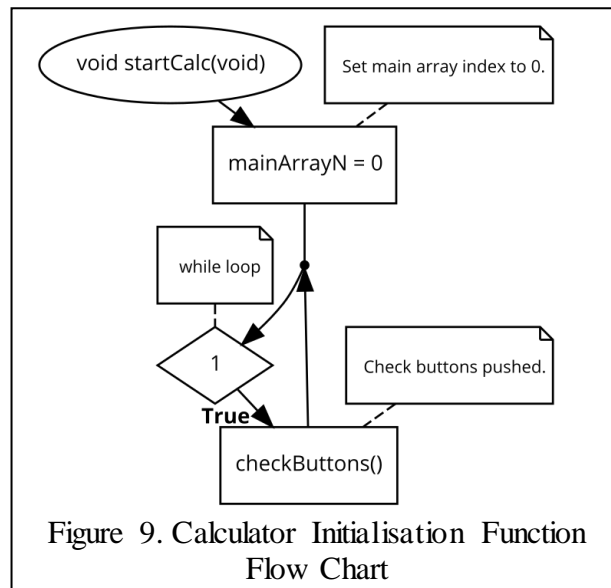 void startCalc(void)
Set main array index to 0.
mainArrayN = 0
while loop
1
Check buttons pushed.
True
checkButtons()
Figure 9. Calculator Initialisation Function
Flow Chart